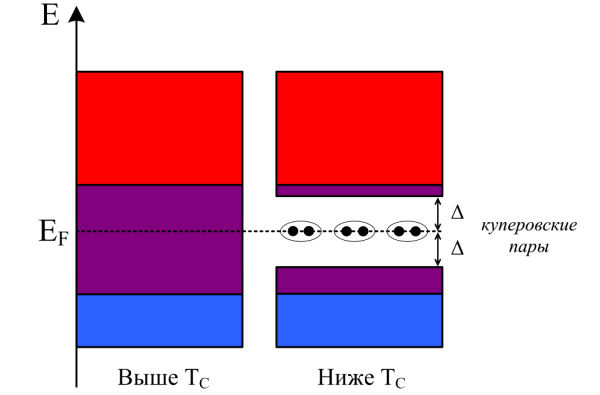 E
E_F
Δ
Δ
куперовские
пары
Выше T_C
Ниже T_C